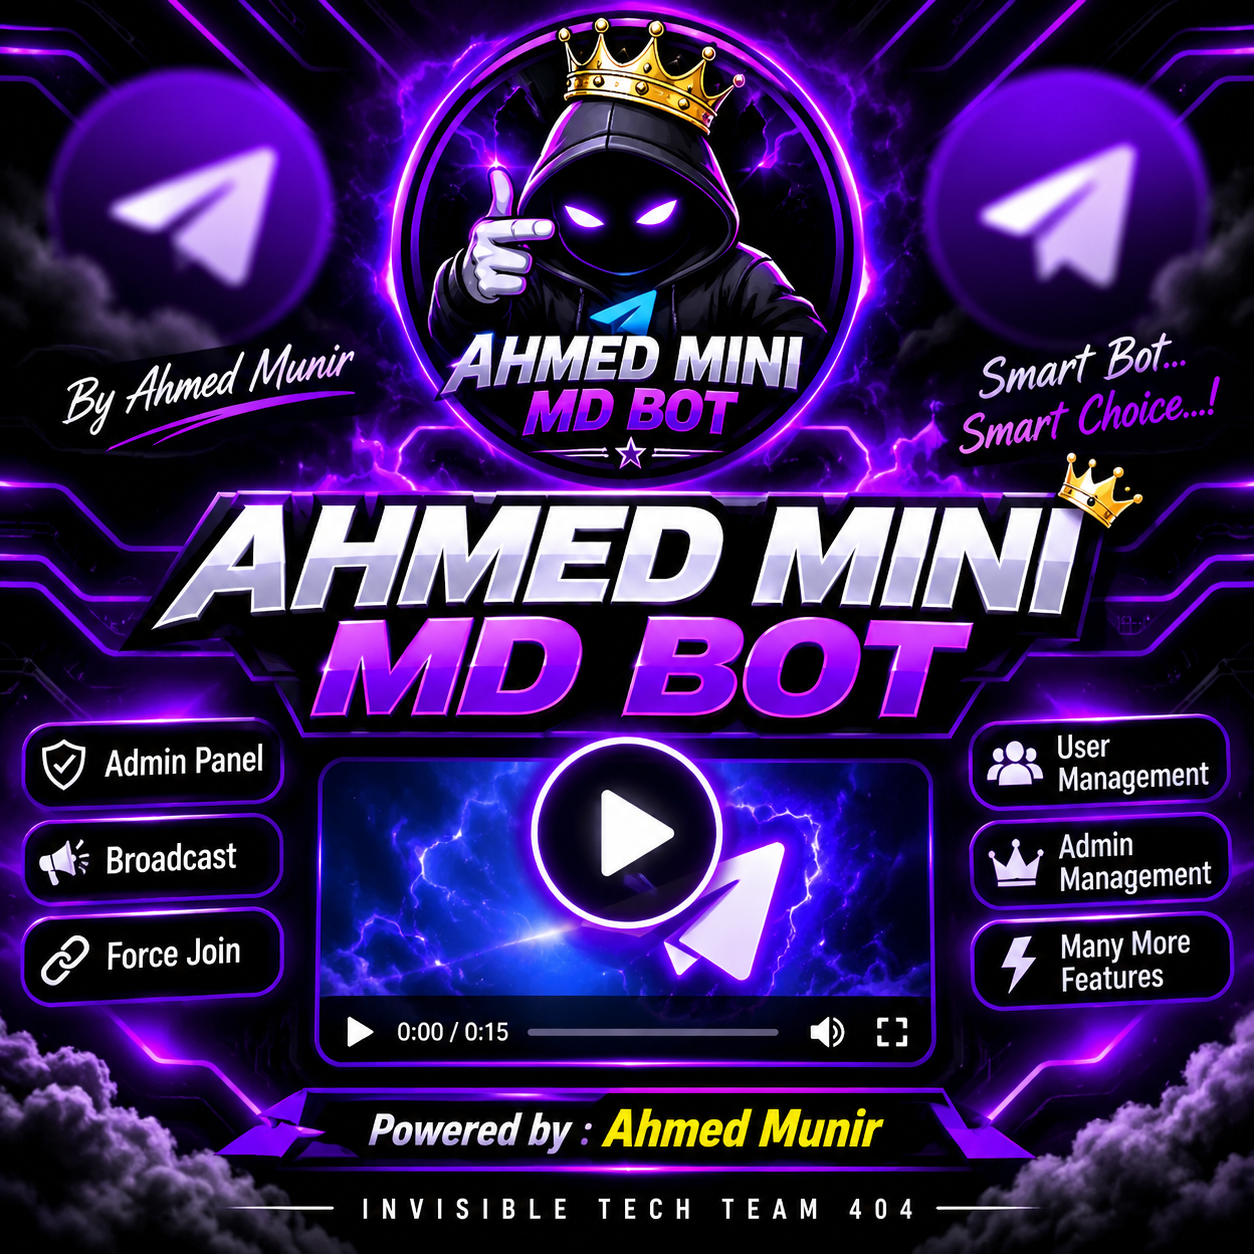 AHMED MINI
MD BOT
By Ahmed Munir
Smart Bot...
Smart Choice...!
AHMED MINI
MD BOT
Admin Panel
Broadcast
Force Join
User
Management
Admin
Management
Many More
Features
0:00 / 0:15
Powered by : Ahmed Munir
INVISIBLE TECH TEAM 404